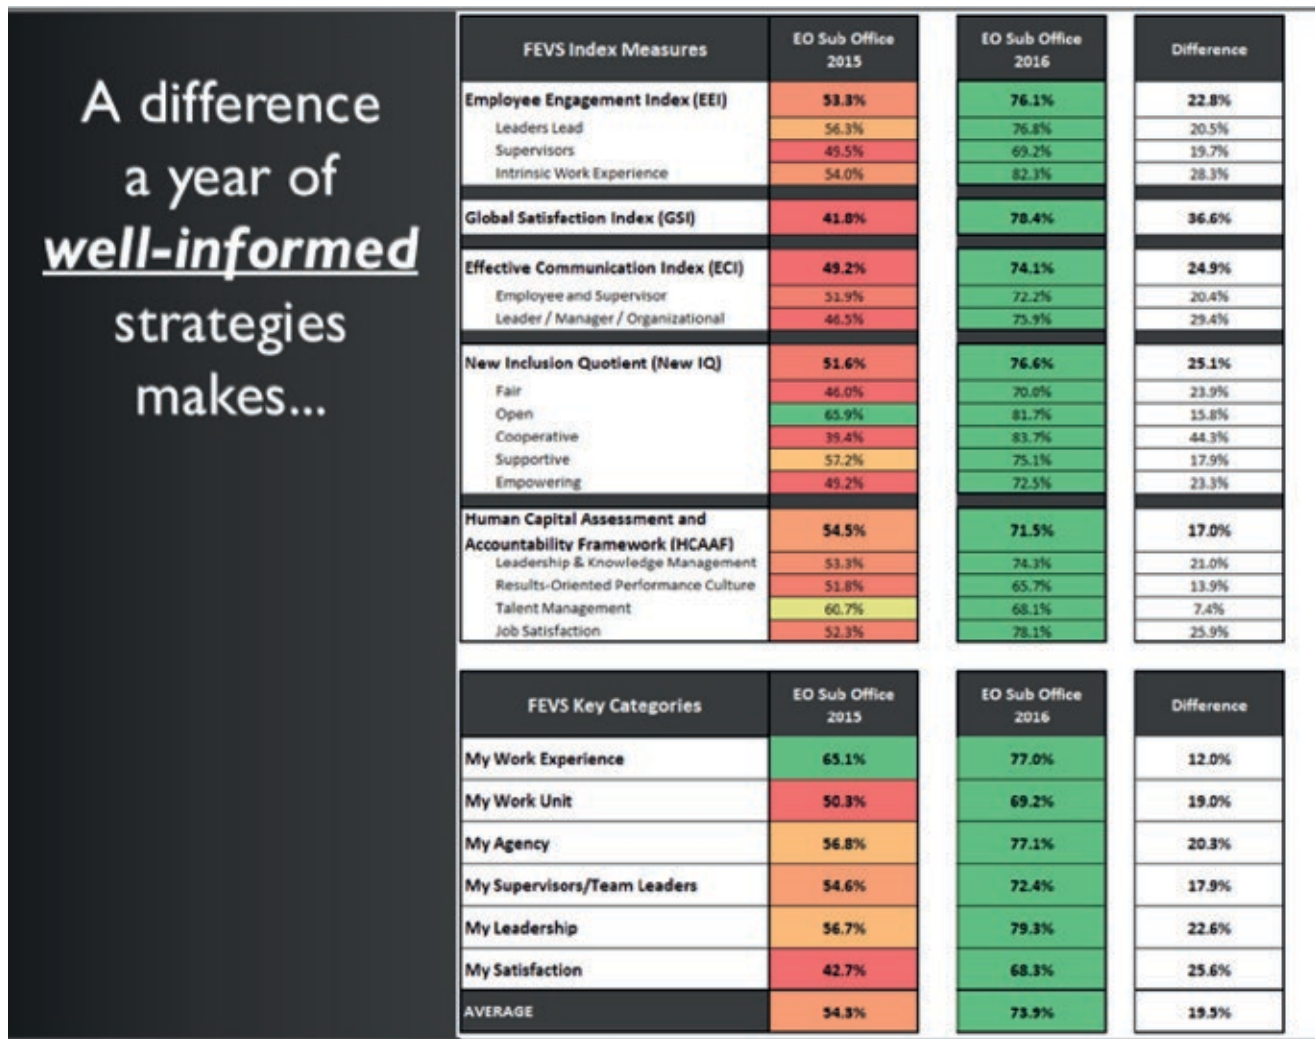 A difference
a year of
well-informed
strategies
makes...
FEVS Index Measures EO Sub Office 2015 EO Sub Office 2016 Difference
Employee Engagement Index (EEI) 53.3% 76.1% 22.8%
Leaders Lead 56.3% 76.8% 20.5%
Supervisors 49.5% 69.2% 19.7%
Intrinsic Work Experience 54.0% 82.3% 28.3%
Global Satisfaction Index (GSI) 41.8% 78.4% 36.6%
Effective Communication Index (ECI) 49.2% 74.1% 24.9%
Employee and Supervisor 51.9% 72.2% 20.4%
Leader / Manager / Organizational 46.5% 75.9% 29.4%
New Inclusion Quotient (New IQ) 51.6% 76.6% 25.1%
Fair 46.0% 70.0% 23.9%
Open 65.9% 81.7% 15.8%
Cooperative 39.4% 83.7% 44.3%
Supportive 57.2% 75.1% 17.9%
Empowering 49.2% 72.5% 23.3%
Human Capital Assessment and
Accountability Framework (HCAAF) 54.5% 71.5% 17.0%
Leadership & Knowledge Management 53.3% 74.3% 21.0%
Results-Oriented Performance Culture 51.8% 65.7% 13.9%
Talent Management 60.7% 68.1% 7.4%
Job Satisfaction 52.3% 78.1% 25.9%
FEVS Key Categories EO Sub Office 2015 EO Sub Office 2016 Difference
My Work Experience 65.1% 77.0% 12.0%
My Work Unit 50.3% 69.2% 19.0%
My Agency 56.8% 77.1% 20.3%
My Supervisors/Team Leaders 54.6% 72.4% 17.9%
My Leadership 56.7% 79.3% 22.6%
My Satisfaction 42.7% 68.3% 25.6%
AVERAGE 54.3% 73.9% 19.5%